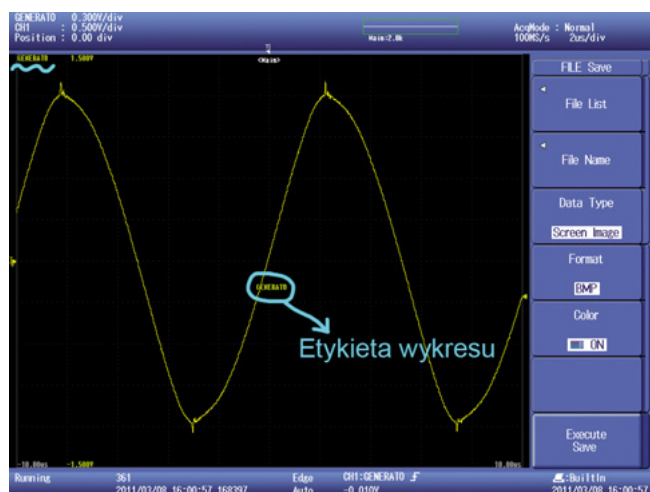 GENERATO 0.300V/div
CH1 : 0.500V/div
Position : 0.00 div
Main:2.0k
AcqMode : Normal
100MS/s 2us/div
GENERATO 1.500V
<Main>
FILE Save
File List
File Name
Data Type
Screen Image
Format
BMP
Color
ON
GENERATO
Etykieta wykresu
Execute
Save
-10.00us -1.500V
10.00us
Running 361 Edge CH1:GENERATO :BuiltIn
2011/03/08 16:00:57.168397 Auto -0.010V 2011/03/08 16:00:57